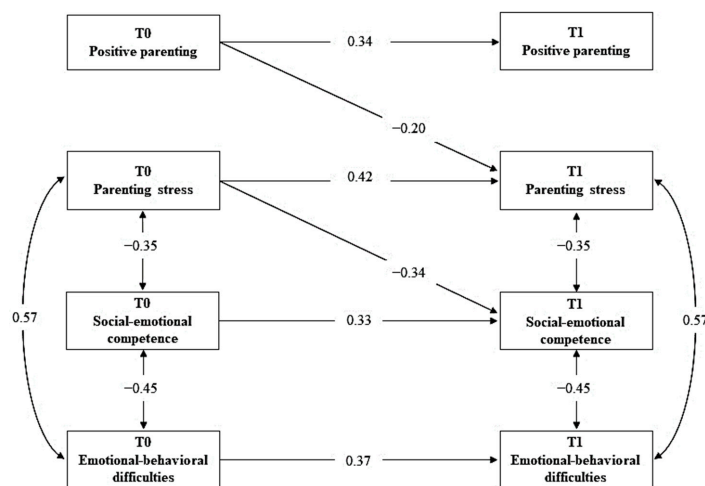 T0
Positive parenting
0.34
T1
Positive parenting
−0.20
T0
Parenting stress
0.42
T1
Parenting stress
−0.35
−0.34
−0.35
0.57
T0
Social-emotional
competence
0.33
T1
Social-emotional
competence
0.57
−0.45
−0.45
T0
Emotional-behavioral
difficulties
0.37
T1
Emotional-behavioral
difficulties